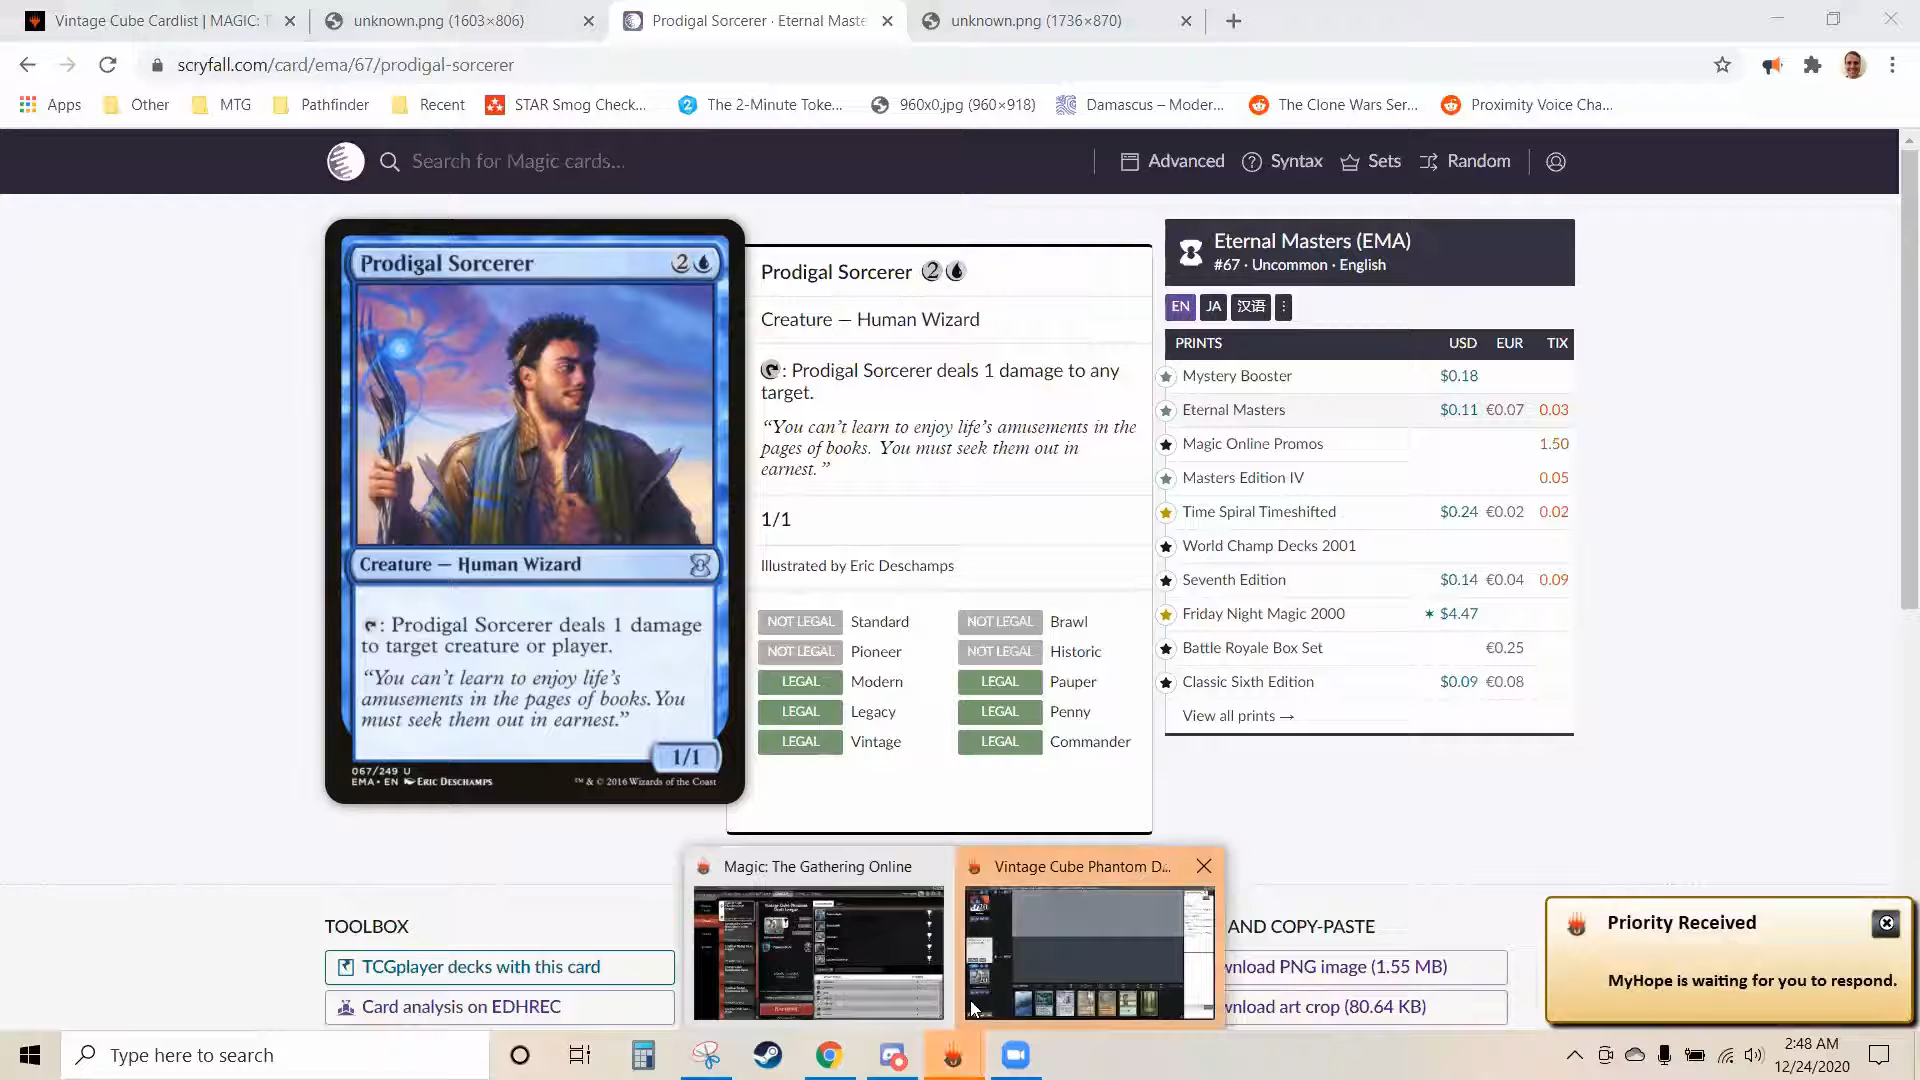 Vintage Cube Cardlist | MAGIC: T
unknown.png (1603×806)
Prodigal Sorcerer · Eternal Maste
unknown.png (1736×870)
scryfall.com/card/ema/67/prodigal-sorcerer
Apps
Other
MTG
Pathfinder
Recent
STAR Smog Check...
The 2-Minute Toke...
960x0.jpg (960×918)
Damascus – Moder...
The Clone Wars Ser...
Proximity Voice Cha...
Search for Magic cards...
Advanced
Syntax
Sets
Random
Prodigal Sorcerer 2
Creature — Human Wizard
: Prodigal Sorcerer deals 1 damage
to target creature or player.
“You can’t learn to enjoy life’s
amusements in the pages of books. You
must seek them out in earnest.”
1/1
067/249 U
EMA • EN ERIC DESCHAMPS
™ & © 2016 Wizards of the Coast
Prodigal Sorcerer 2
Creature — Human Wizard
: Prodigal Sorcerer deals 1 damage to any
target.
“You can’t learn to enjoy life’s amusements in the
pages of books. You must seek them out in
earnest.”
1/1
Illustrated by Eric Deschamps
NOT LEGAL Standard NOT LEGAL Brawl
NOT LEGAL Pioneer NOT LEGAL Historic
LEGAL Modern LEGAL Pauper
LEGAL Legacy LEGAL Penny
LEGAL Vintage LEGAL Commander
Eternal Masters (EMA)
#67 · Uncommon · English
EN JA 汉语
PRINTS USD EUR TIX
Mystery Booster $0.18
Eternal Masters $0.11 €0.07 0.03
Magic Online Promos 1.50
Masters Edition IV 0.05
Time Spiral Timeshifted $0.24 €0.02 0.02
World Champ Decks 2001
Seventh Edition $0.14 €0.04 0.09
Friday Night Magic 2000 $4.47
Battle Royale Box Set €0.25
Classic Sixth Edition $0.09 €0.08
View all prints →
TOOLBOX
TCGplayer decks with this card
Card analysis on EDHREC
Magic: The Gathering Online
Vintage Cube Phantom D...
AND COPY-PASTE
wnload PNG image (1.55 MB)
wnload art crop (80.64 KB)
Priority Received
MyHope is waiting for you to respond.
Type here to search
2:48 AM
12/24/2020